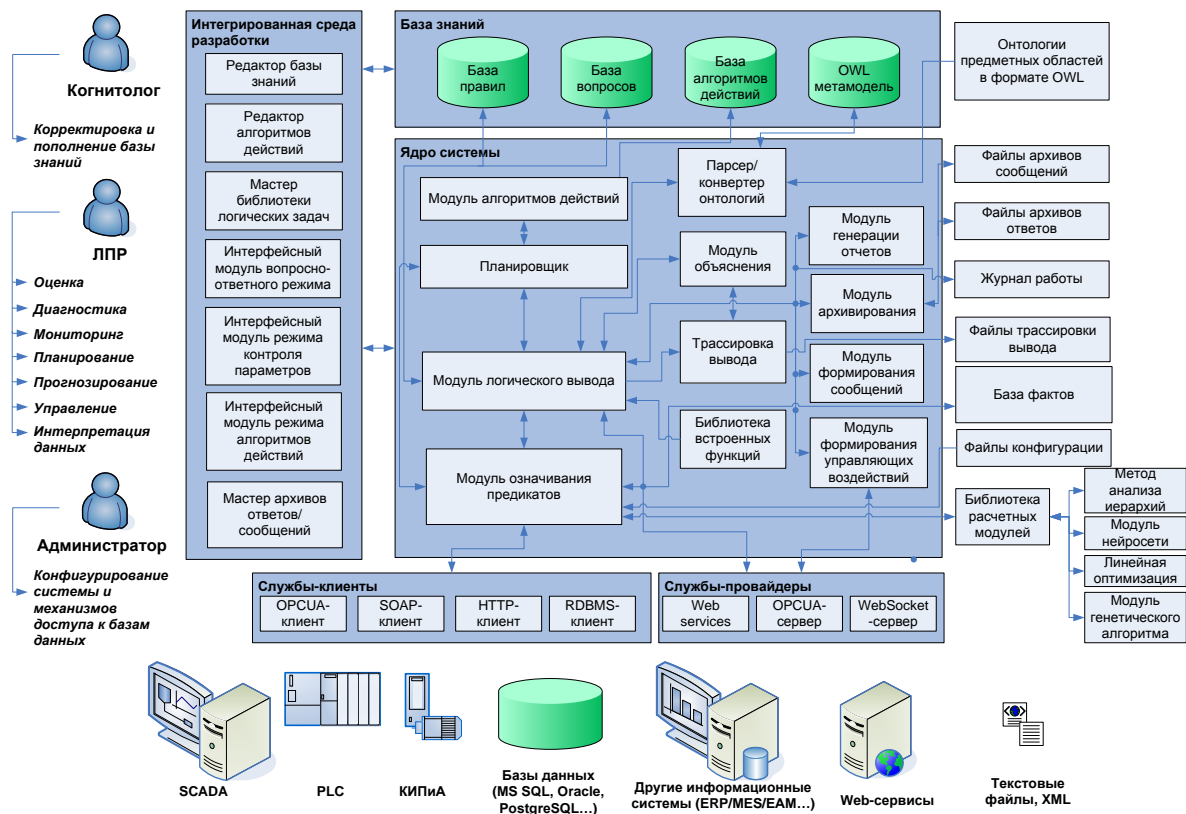 Когнитолог
Корректировка и
пополнение базы
знаний
ЛПР
Оценка
Диагностика
Мониторинг
Планирование
Прогнозирование
Управление
Интерпретация
данных
Администратор
Конфигурирование
системы и
механизмов
доступа к базам
данных
Интегрированная среда
разработки
Редактор базы
знаний
Редактор
алгоритмов
действий
Мастер
библиотеки
логических задач
Интерфейсный
модуль вопросно-
ответного режима
Интерфейсный
модуль режима
контроля
параметров
Интерфейсный
модуль режима
алгоритмов
действий
Мастер архивов
ответов/
сообщений
База знаний
База
правил
База
вопросов
База
алгоритмов
действий
OWL
метамодель
Ядро системы
Модуль алгоритмов действий
Планировщик
Модуль логического вывода
Модуль означивания
предикатов
Парсер/
конвертер
онтологий
Модуль
объяснения
Трассировка
вывода
Библиотека
встроенных
функций
Модуль
генерации
отчетов
Модуль
архивирования
Модуль
формирования
сообщений
Модуль
формирования
управляющих
воздействий
Онтологии
предметных областей
в формате OWL
Файлы архивов
сообщений
Файлы архивов
ответов
Журнал работы
Файлы трассировки
вывода
База фактов
Файлы конфигурации
Библиотека
расчетных
модулей
Метод
анализа
иерархий
Модуль
нейросети
Линейная
оптимизация
Модуль
генетического
алгоритма
Службы-клиенты
OPCUA-
клиент
SOAP-
клиент
HTTP-
клиент
RDBMS-
клиент
Службы-провайдеры
Web
services
OPCUA-
сервер
WebSocket
-сервер
SCADA
PLC
КИПиА
Базы данных
(MS SQL, Oracle,
PostgreSQL...)
Другие информационные
системы (ERP/MES/EAM...)
Web-сервисы
Текстовые
файлы, XML